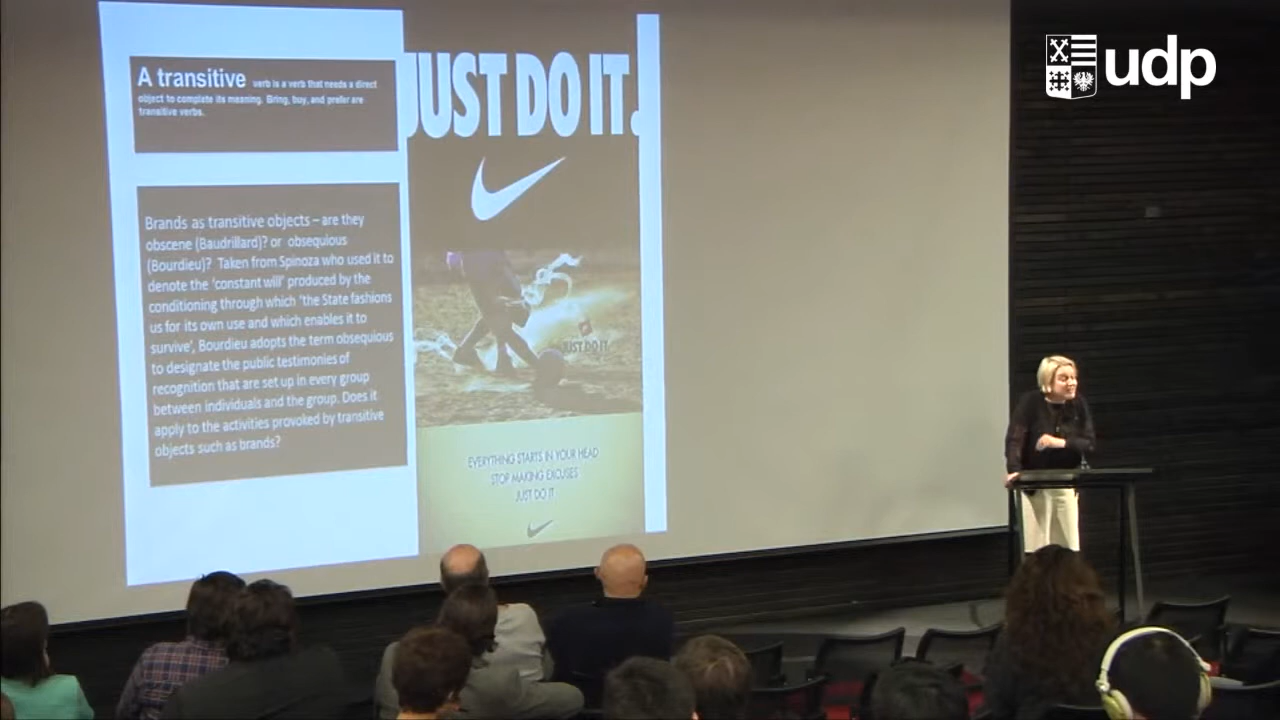 A transitive verb is a verb that needs a direct
object to complete its meaning. Bring, buy, and prefer are
transitive verbs.
Brands as transitive objects – are they
obscene (Baudrillard)? or obsequious
(Bourdieu)? Taken from Spinoza who used it to
denote the 'constant will' produced by the
conditioning through which 'the State fashions
us for its own use and which enables it to
survive', Bourdieu adopts the term obsequious
to designate the public testimonies of
recognition that are set up in every group
between individuals and the group. Does it
apply to the activities provoked by transitive
objects such as brands?
JUST DO IT.
JUST DO IT
EVERYTHING STARTS IN YOUR HEAD
STOP MAKING EXCUSES
JUST DO IT
udp